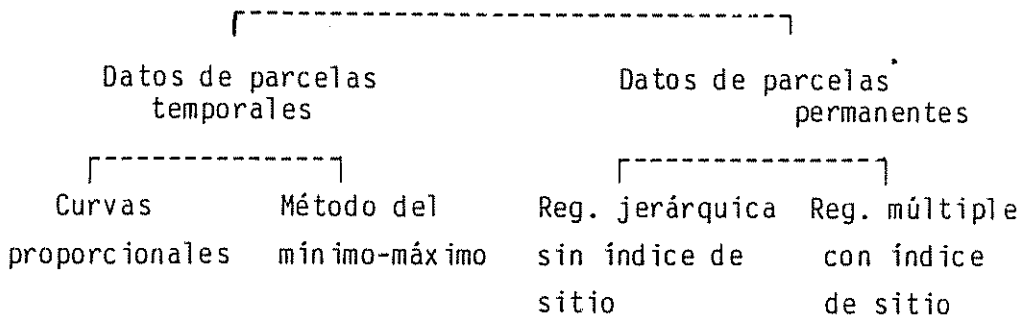 Datos de parcelas temporales
Datos de parcelas permanentes
Curvas proporcionales
Método del mínimo-máximo
Reg. jerárquica sin índice de sitio
Reg. múltiple con índice de sitio